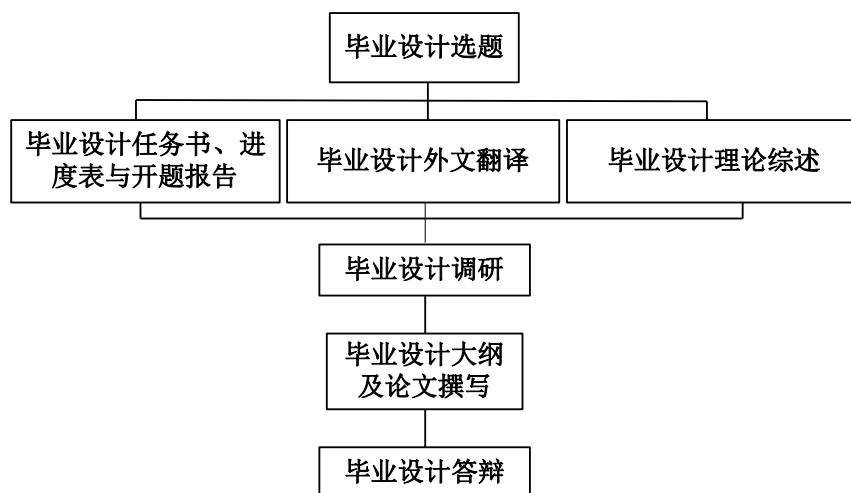 毕业设计选题
毕业设计任务书、进
度表与开题报告
毕业设计外文翻译
毕业设计理论综述
毕业设计调研
毕业设计大纲
及论文撰写
毕业设计答辩